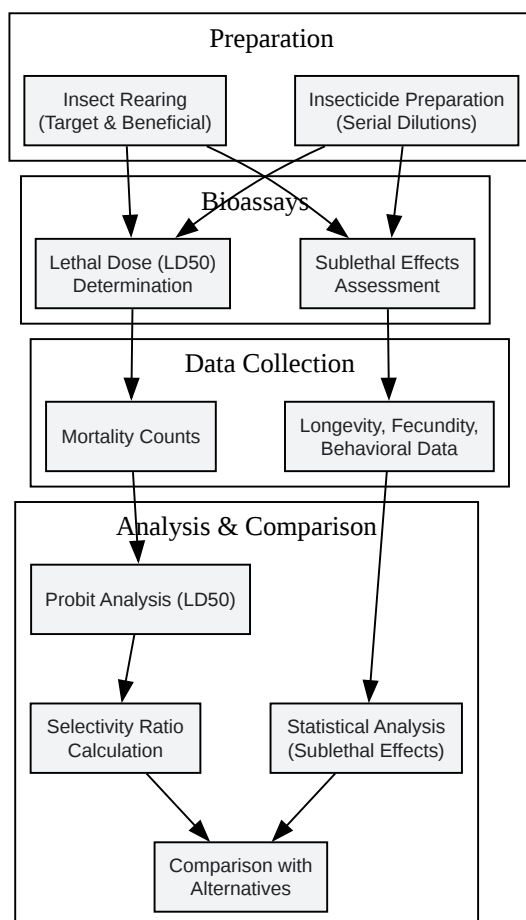 Preparation
Insect Rearing
(Target & Beneficial)
Insecticide Preparation
(Serial Dilutions)
Bioassays
Lethal Dose (LD50)
Determination
Sublethal Effects
Assessment
Data Collection
Mortality Counts
Longevity, Fecundity,
Behavioral Data
Analysis & Comparison
Probit Analysis (LD50)
Selectivity Ratio
Calculation
Statistical Analysis
(Sublethal Effects)
Comparison with
Alternatives